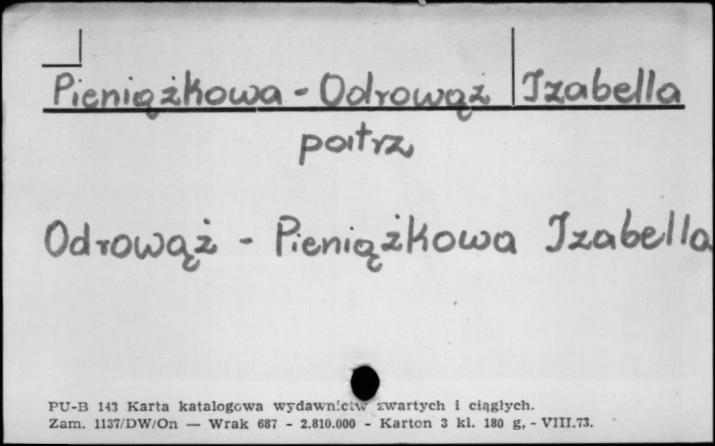 Pieniążkowa - Odrowąż Izabella
patrz
Odrowąż - Pieniążkowa Izabella
PU-B 143 Karta katalogowa wydawnictw zwartych i ciągłych.
Zam. 1137/DW/On — Wrak 687 - 2.810.000 - Karton 3 kl. 180 g, - VIII.73.